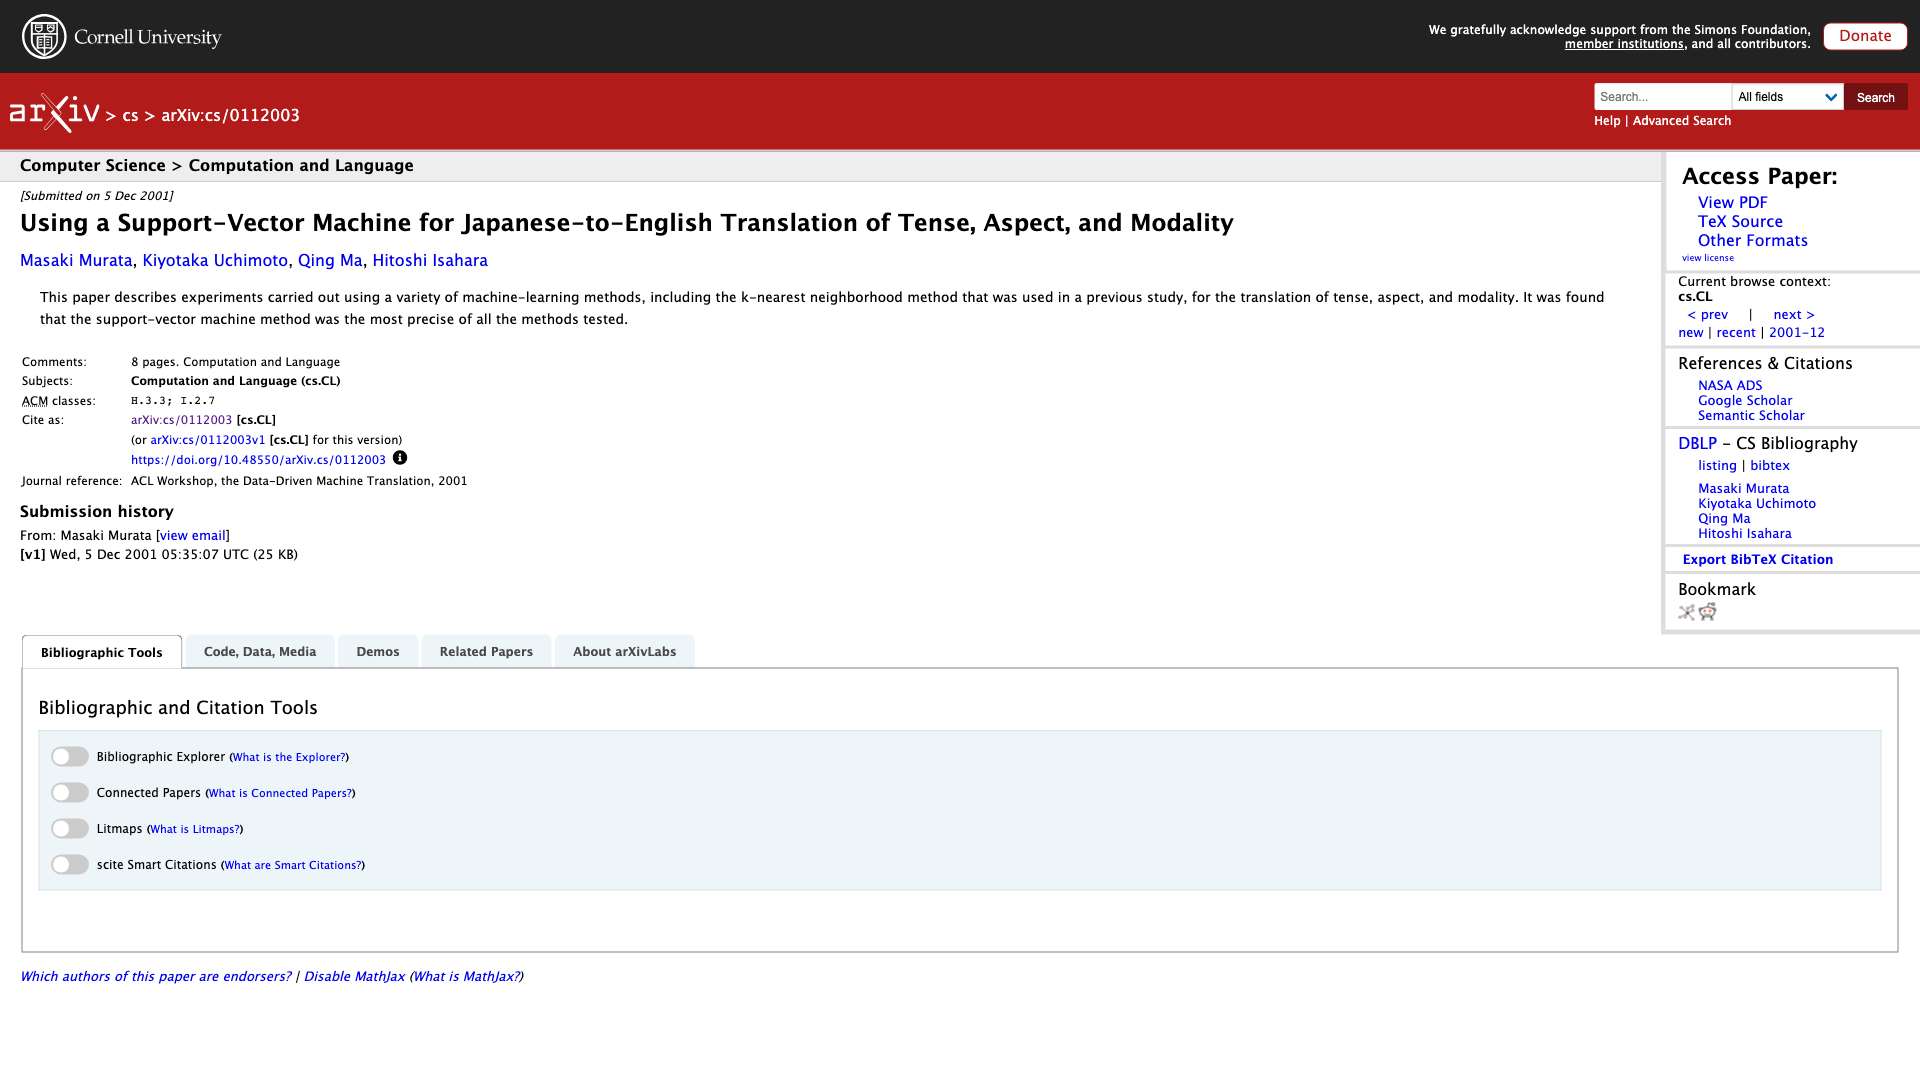 Cornell University
We gratefully acknowledge support from the Simons Foundation,
member institutions, and all contributors.
Donate
arXiv > cs > arXiv:cs/0112003
Search...
All fields
Search
Help | Advanced Search
Computer Science > Computation and Language
[Submitted on 5 Dec 2001]
Using a Support-Vector Machine for Japanese-to-English Translation of Tense, Aspect, and Modality
Masaki Murata, Kiyotaka Uchimoto, Qing Ma, Hitoshi Isahara
This paper describes experiments carried out using a variety of machine-learning methods, including the k-nearest neighborhood method that was used in a previous study, for the translation of tense, aspect, and modality. It was found
that the support-vector machine method was the most precise of all the methods tested.
Comments: 8 pages. Computation and Language
Subjects: Computation and Language (cs.CL)
ACM classes: H.3.3; I.2.7
Cite as: arXiv:cs/0112003 [cs.CL]
(or arXiv:cs/0112003v1 [cs.CL] for this version)
https://doi.org/10.48550/arXiv.cs/0112003
Journal reference: ACL Workshop, the Data-Driven Machine Translation, 2001
Submission history
From: Masaki Murata [view email]
[v1] Wed, 5 Dec 2001 05:35:07 UTC (25 KB)
Access Paper:
View PDF
TeX Source
Other Formats
view license
Current browse context:
cs.CL
< prev | next >
new | recent | 2001-12
References & Citations
NASA ADS
Google Scholar
Semantic Scholar
DBLP - CS Bibliography
listing | bibtex
Masaki Murata
Kiyotaka Uchimoto
Qing Ma
Hitoshi Isahara
Export BibTeX Citation
Bookmark
Bibliographic Tools
Code, Data, Media
Demos
Related Papers
About arXivLabs
Bibliographic and Citation Tools
Bibliographic Explorer (What is the Explorer?)
Connected Papers (What is Connected Papers?)
Litmaps (What is Litmaps?)
scite Smart Citations (What are Smart Citations?)
Which authors of this paper are endorsers? | Disable MathJax (What is MathJax?)